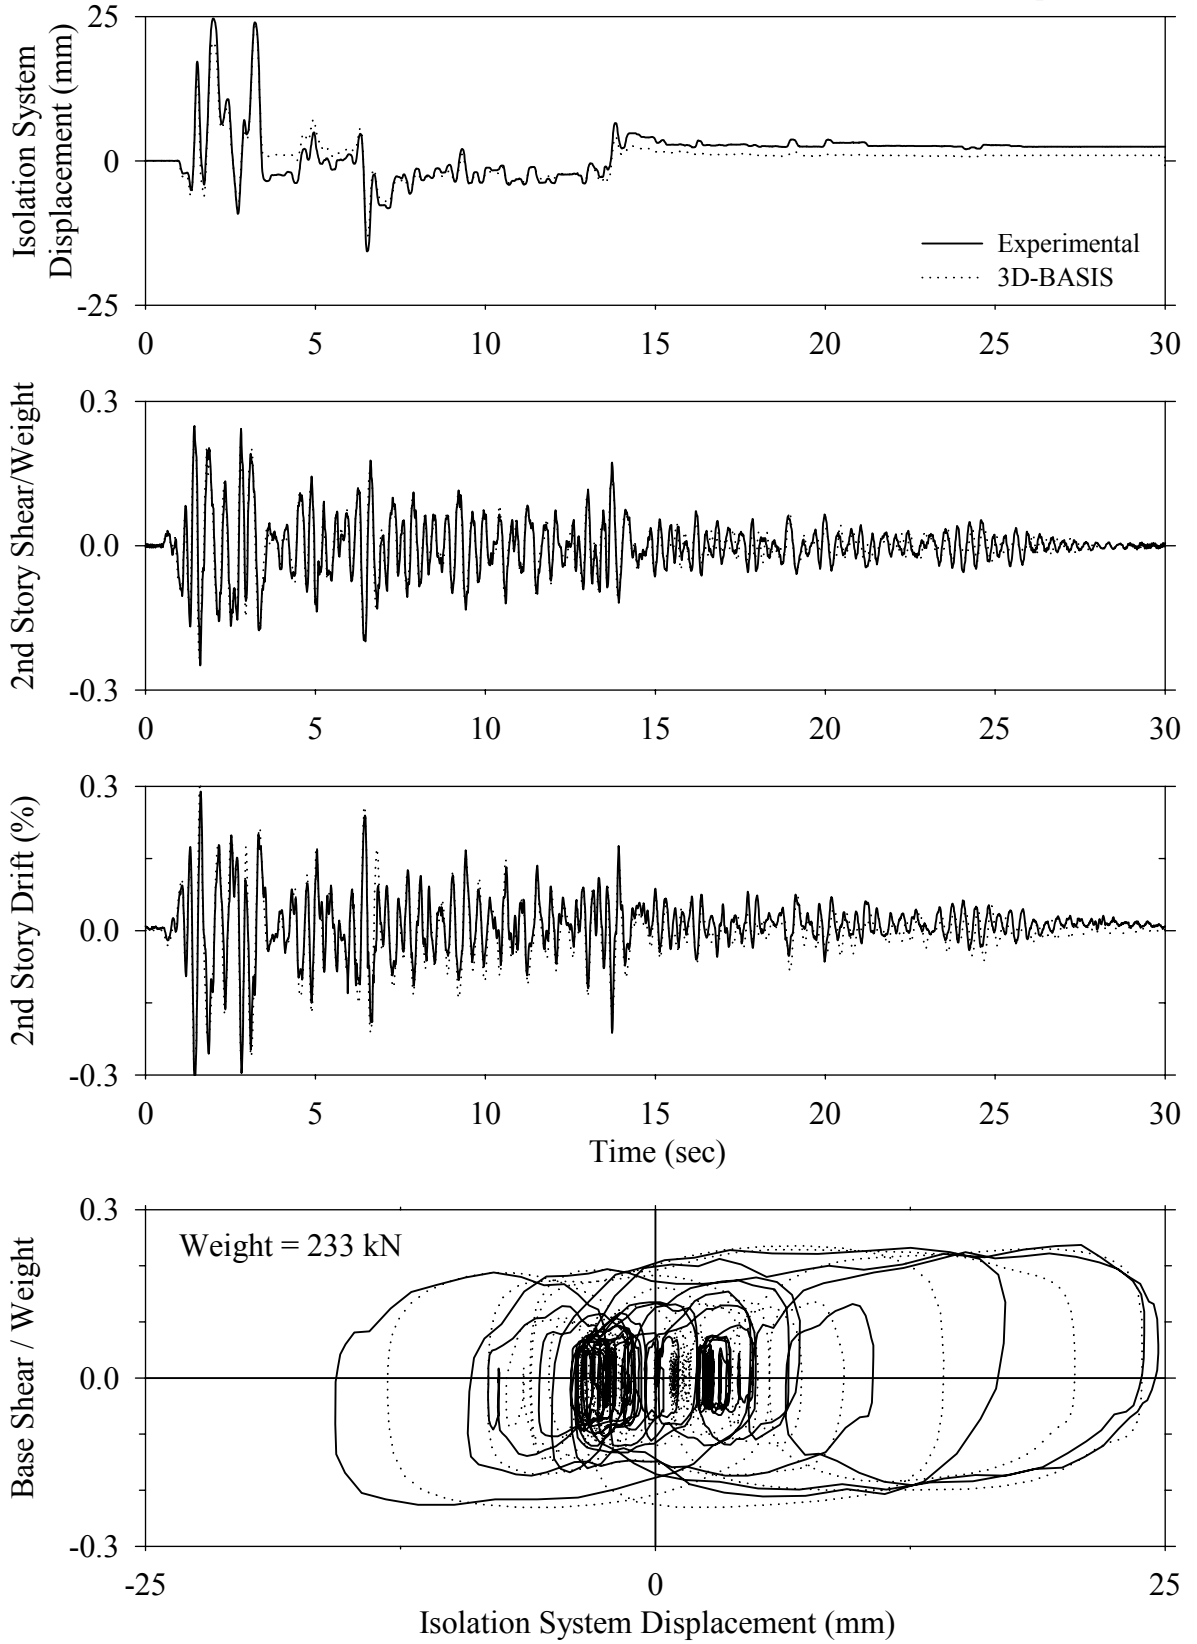 Isolation System
Displacement (mm)
25
0
-25
Experimental
3D-BASIS
0 5 10 15 20 25 30
2nd Story Shear/Weight
0.3
0.0
-0.3
0 5 10 15 20 25 30
2nd Story Drift (%)
0.3
0.0
-0.3
0 5 10 15 20 25 30
Time (sec)
Base Shear / Weight
0.3
0.0
-0.3
Weight = 233 kN
-25 0 25
Isolation System Displacement (mm)